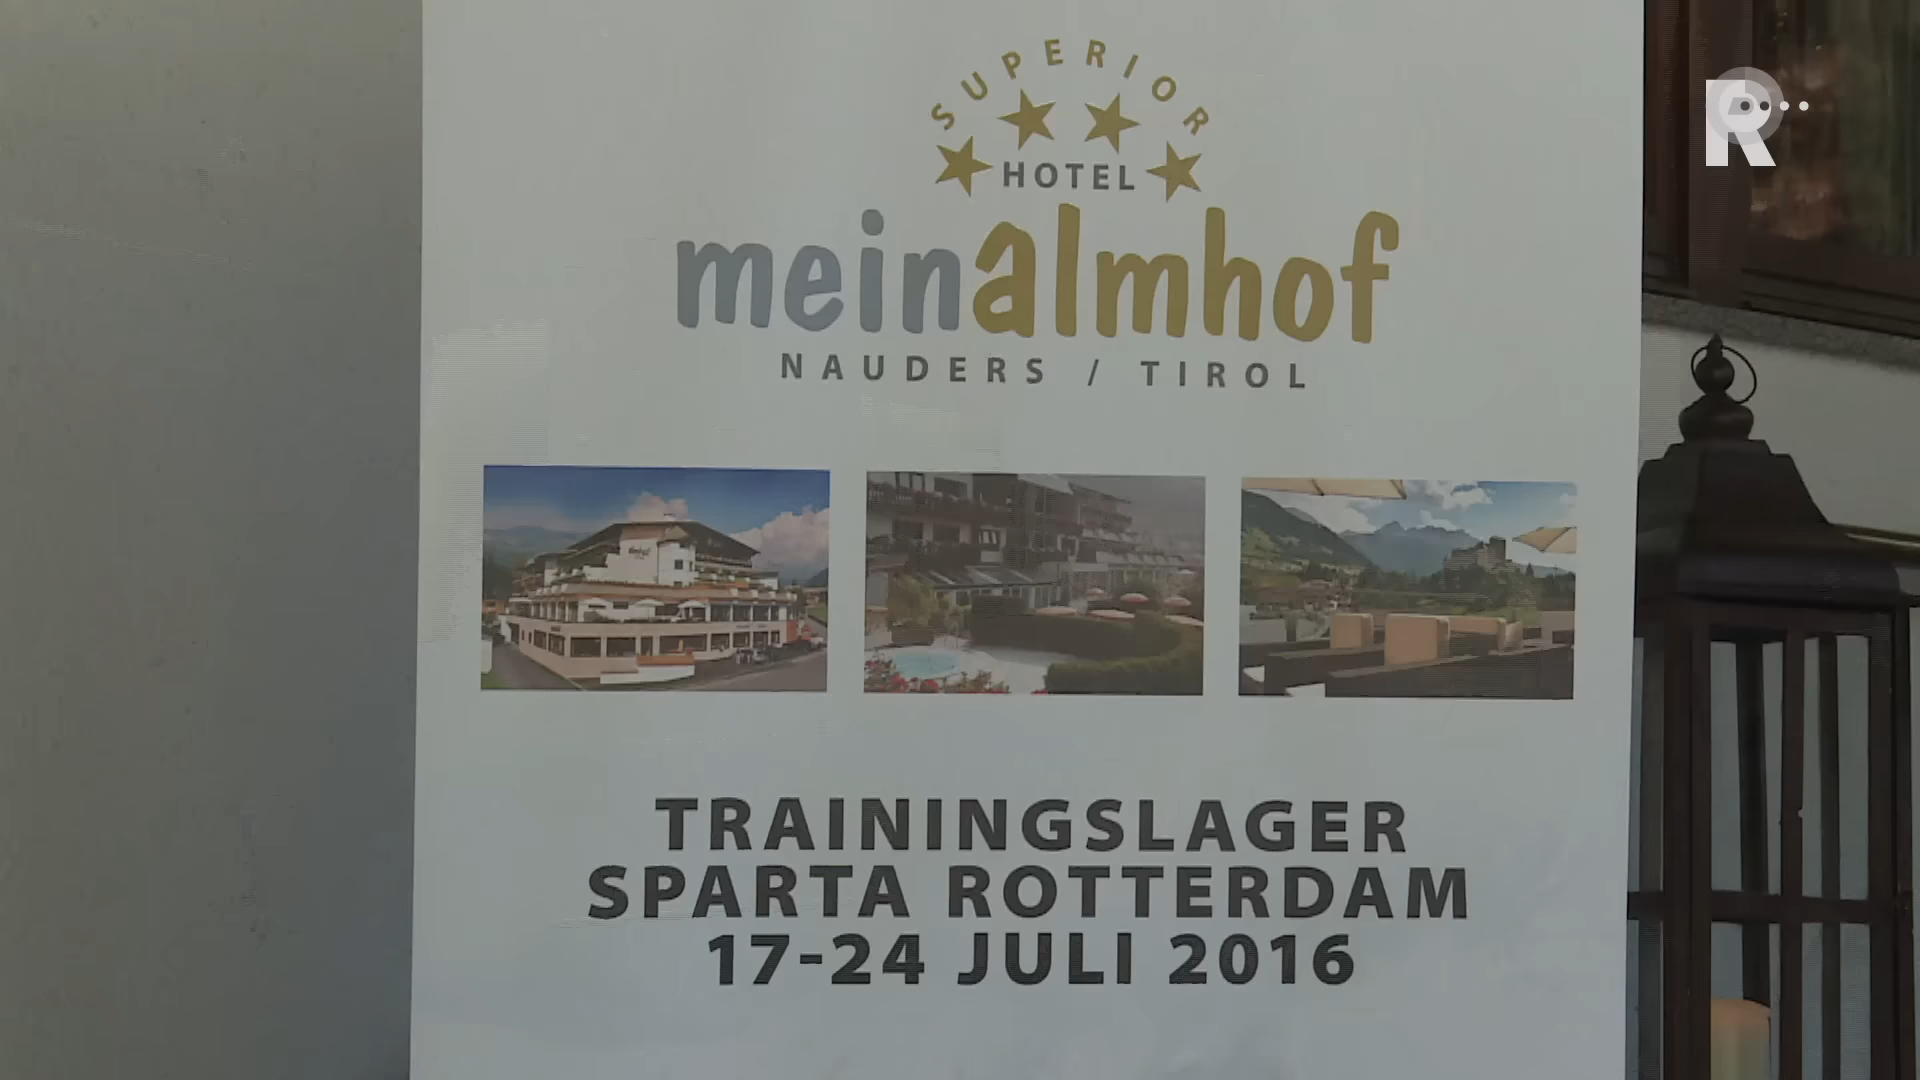 SUPERIOR
HOTEL
meinalmhof
NAUDERS / TIROL
TRAININGSLAGER
SPARTA ROTTERDAM
17-24 JULI 2016
R